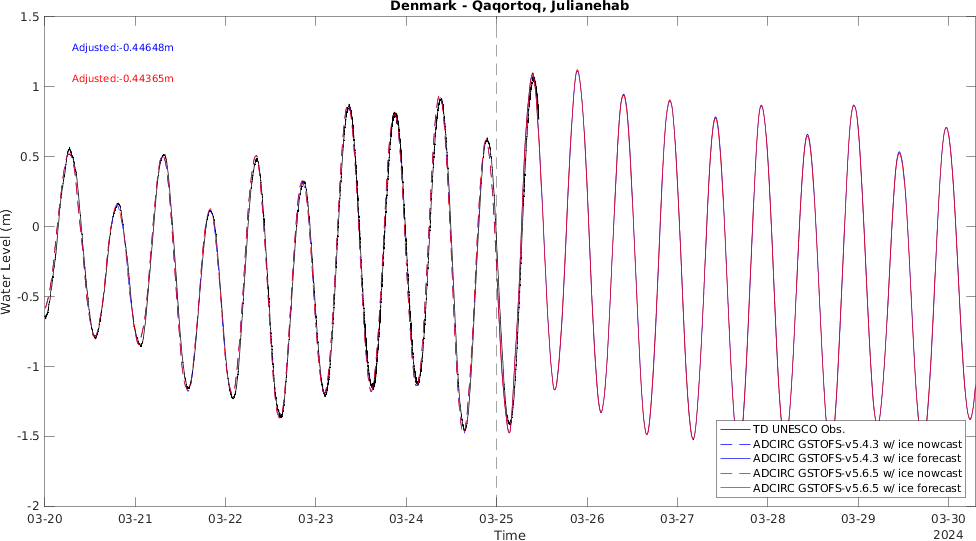 Denmark - Qaqortoq, Julianehab
1.5
Adjusted:-0.44648m
Adjusted:-0.44365m
1
0.5
0
-0.5
-1
-1.5
-2
Water Level (m)
TD UNESCO Obs.
ADCIRC GSTOFS-v5.4.3 w/ ice nowcast
ADCIRC GSTOFS-v5.4.3 w/ ice forecast
ADCIRC GSTOFS-v5.6.5 w/ ice nowcast
ADCIRC GSTOFS-v5.6.5 w/ ice forecast
03-20 03-21 03-22 03-23 03-24 03-25 03-26 03-27 03-28 03-29 03-30
Time
2024